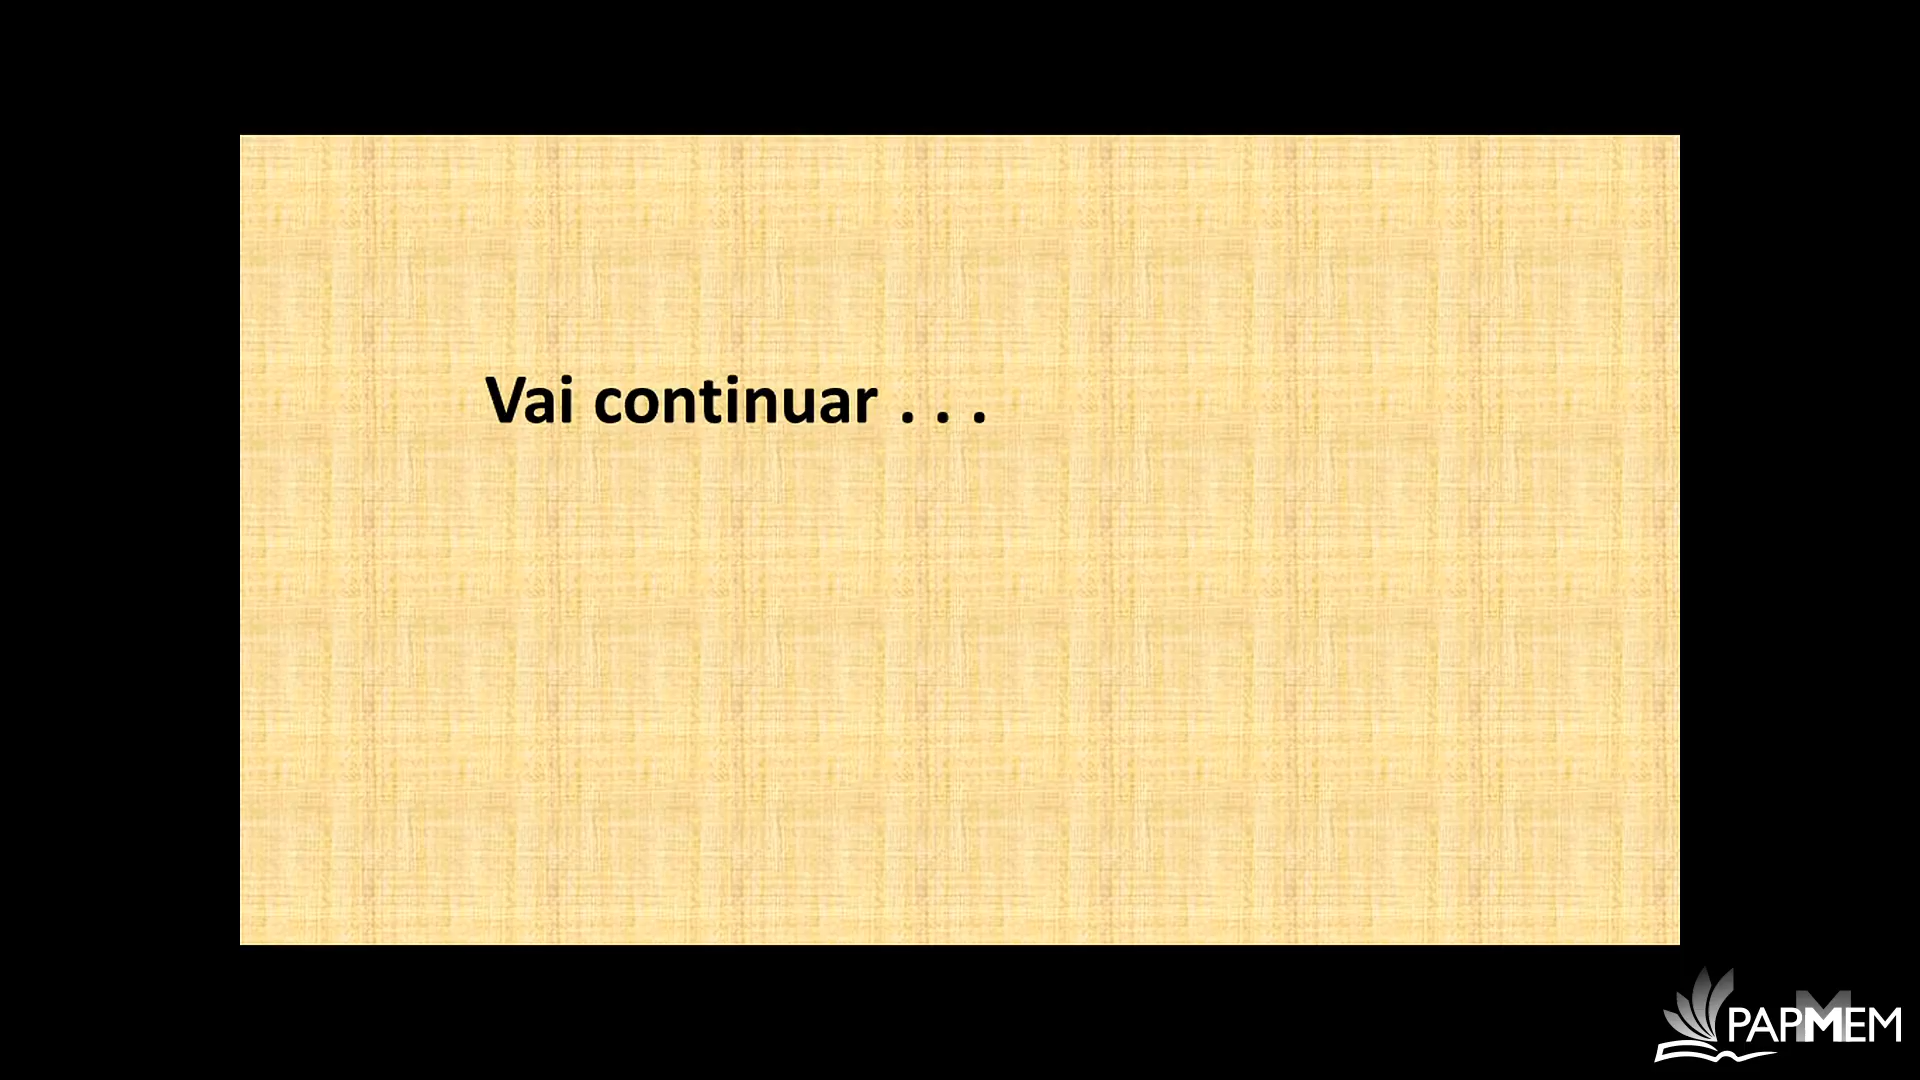 Vai continuar . . .
PAPMEM